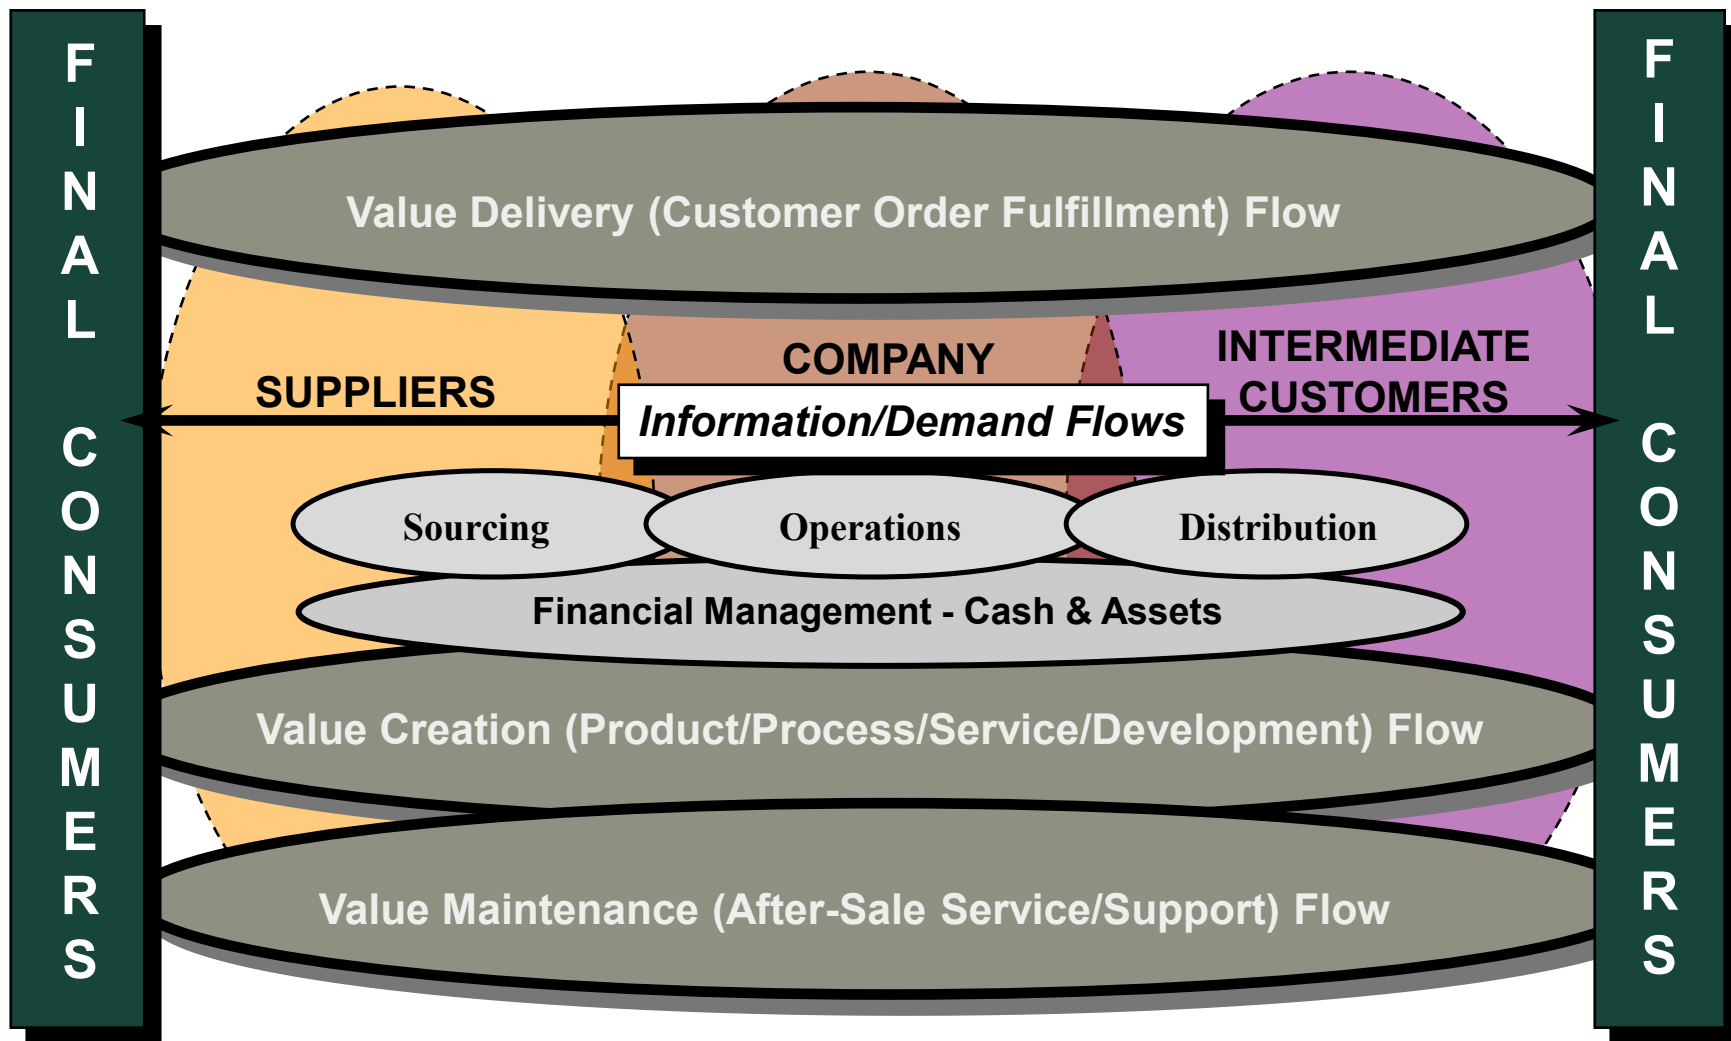 FINAL CONSUMERS
Value Delivery (Customer Order Fulfillment) Flow
SUPPLIERS
COMPANY
INTERMEDIATE
CUSTOMERS
Information/Demand Flows
Sourcing
Operations
Distribution
Financial Management - Cash & Assets
Value Creation (Product/Process/Service/Development) Flow
Value Maintenance (After-Sale Service/Support) Flow
FINAL CONSUMERS